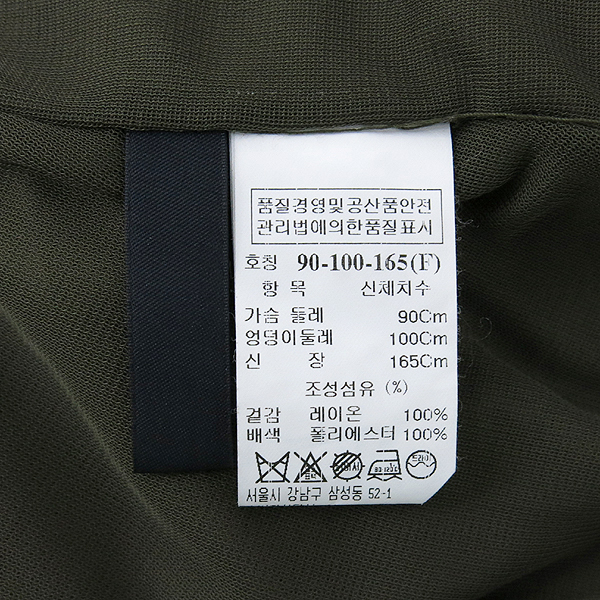 품질경영및공산품안전
관리법에의한품질표시
호칭 90-100-165(F)
항 목 신체치수
가슴 둘레 90Cm
엉덩이둘레 100Cm
신 장 165Cm
조성섬유 (%)
겉감 레이온 100%
배색 폴리에스터 100%
드라이
서울시 강남구 삼성동 52-1